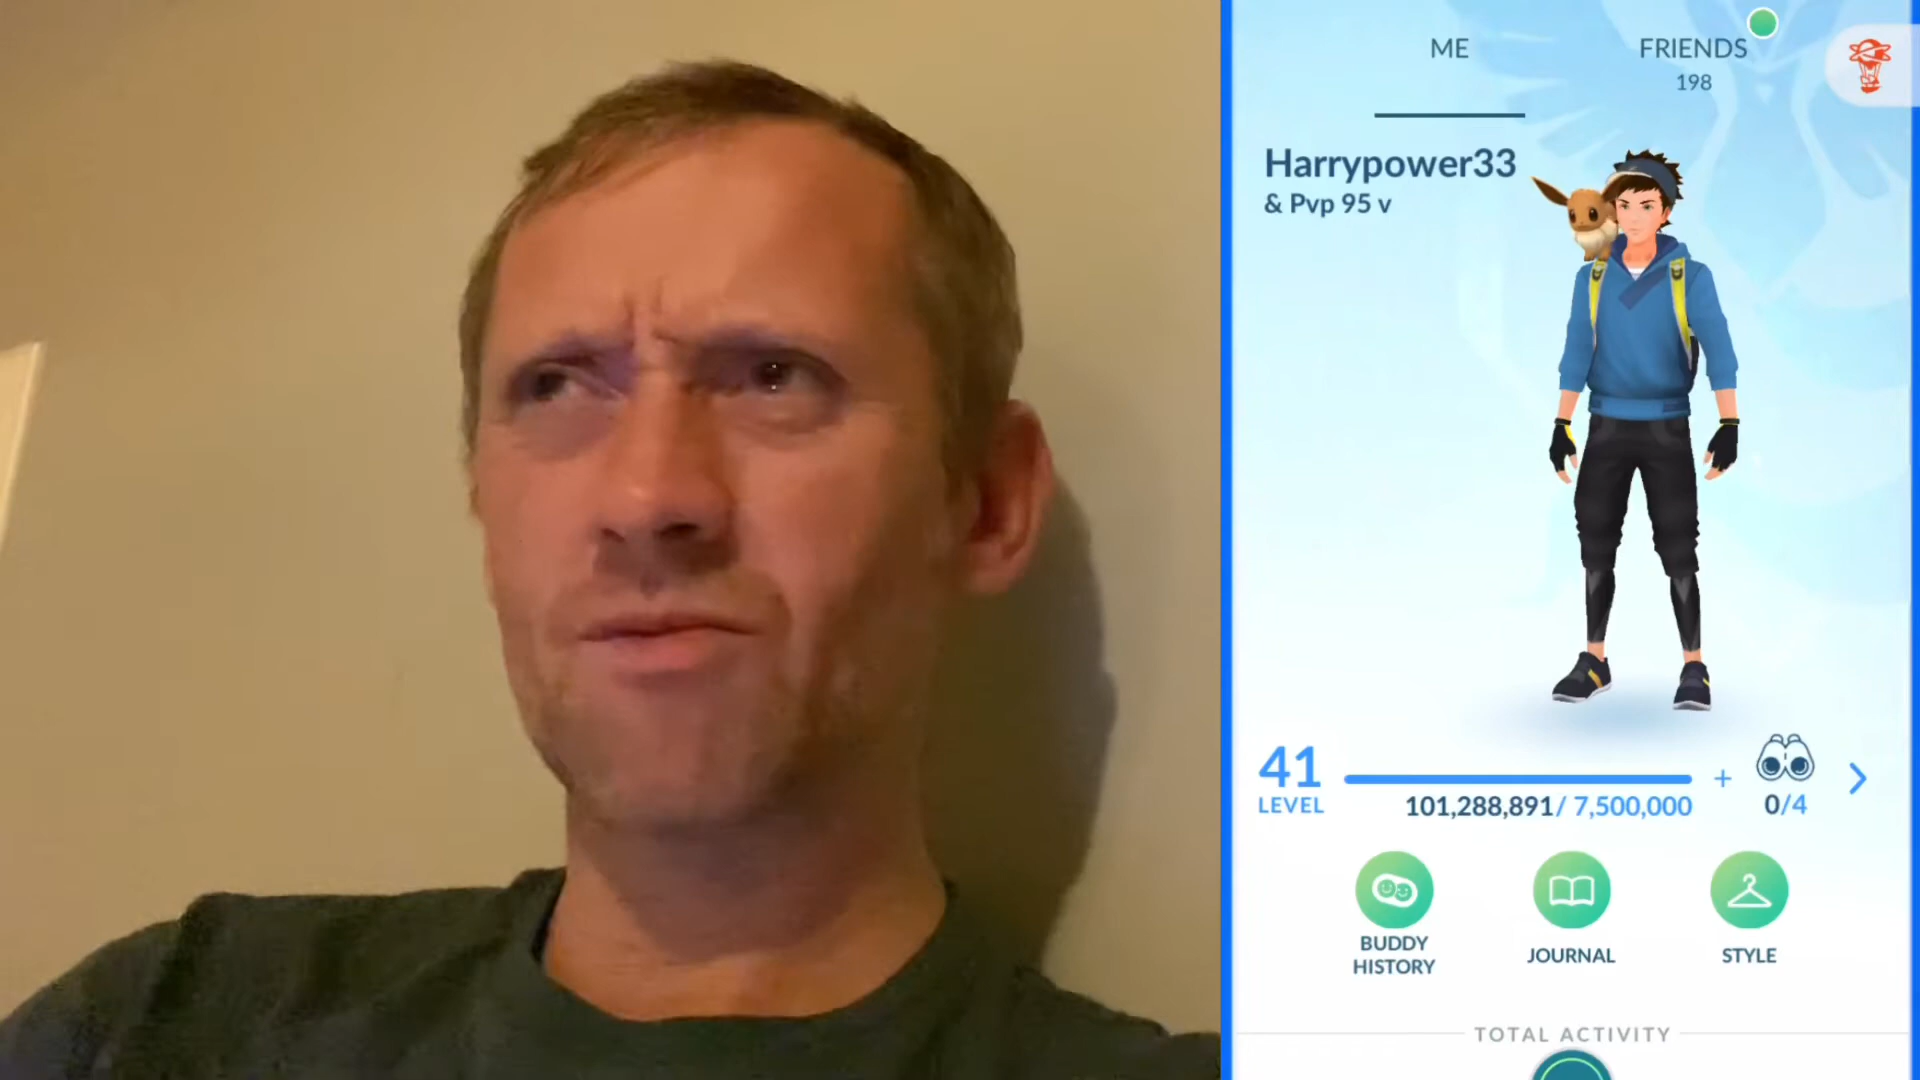 ME
FRIENDS
198
Harrypower33
& Pvp 95 v
41
LEVEL
101,288,891/ 7,500,000
+
0/4
BUDDY
HISTORY
JOURNAL
STYLE
TOTAL ACTIVITY